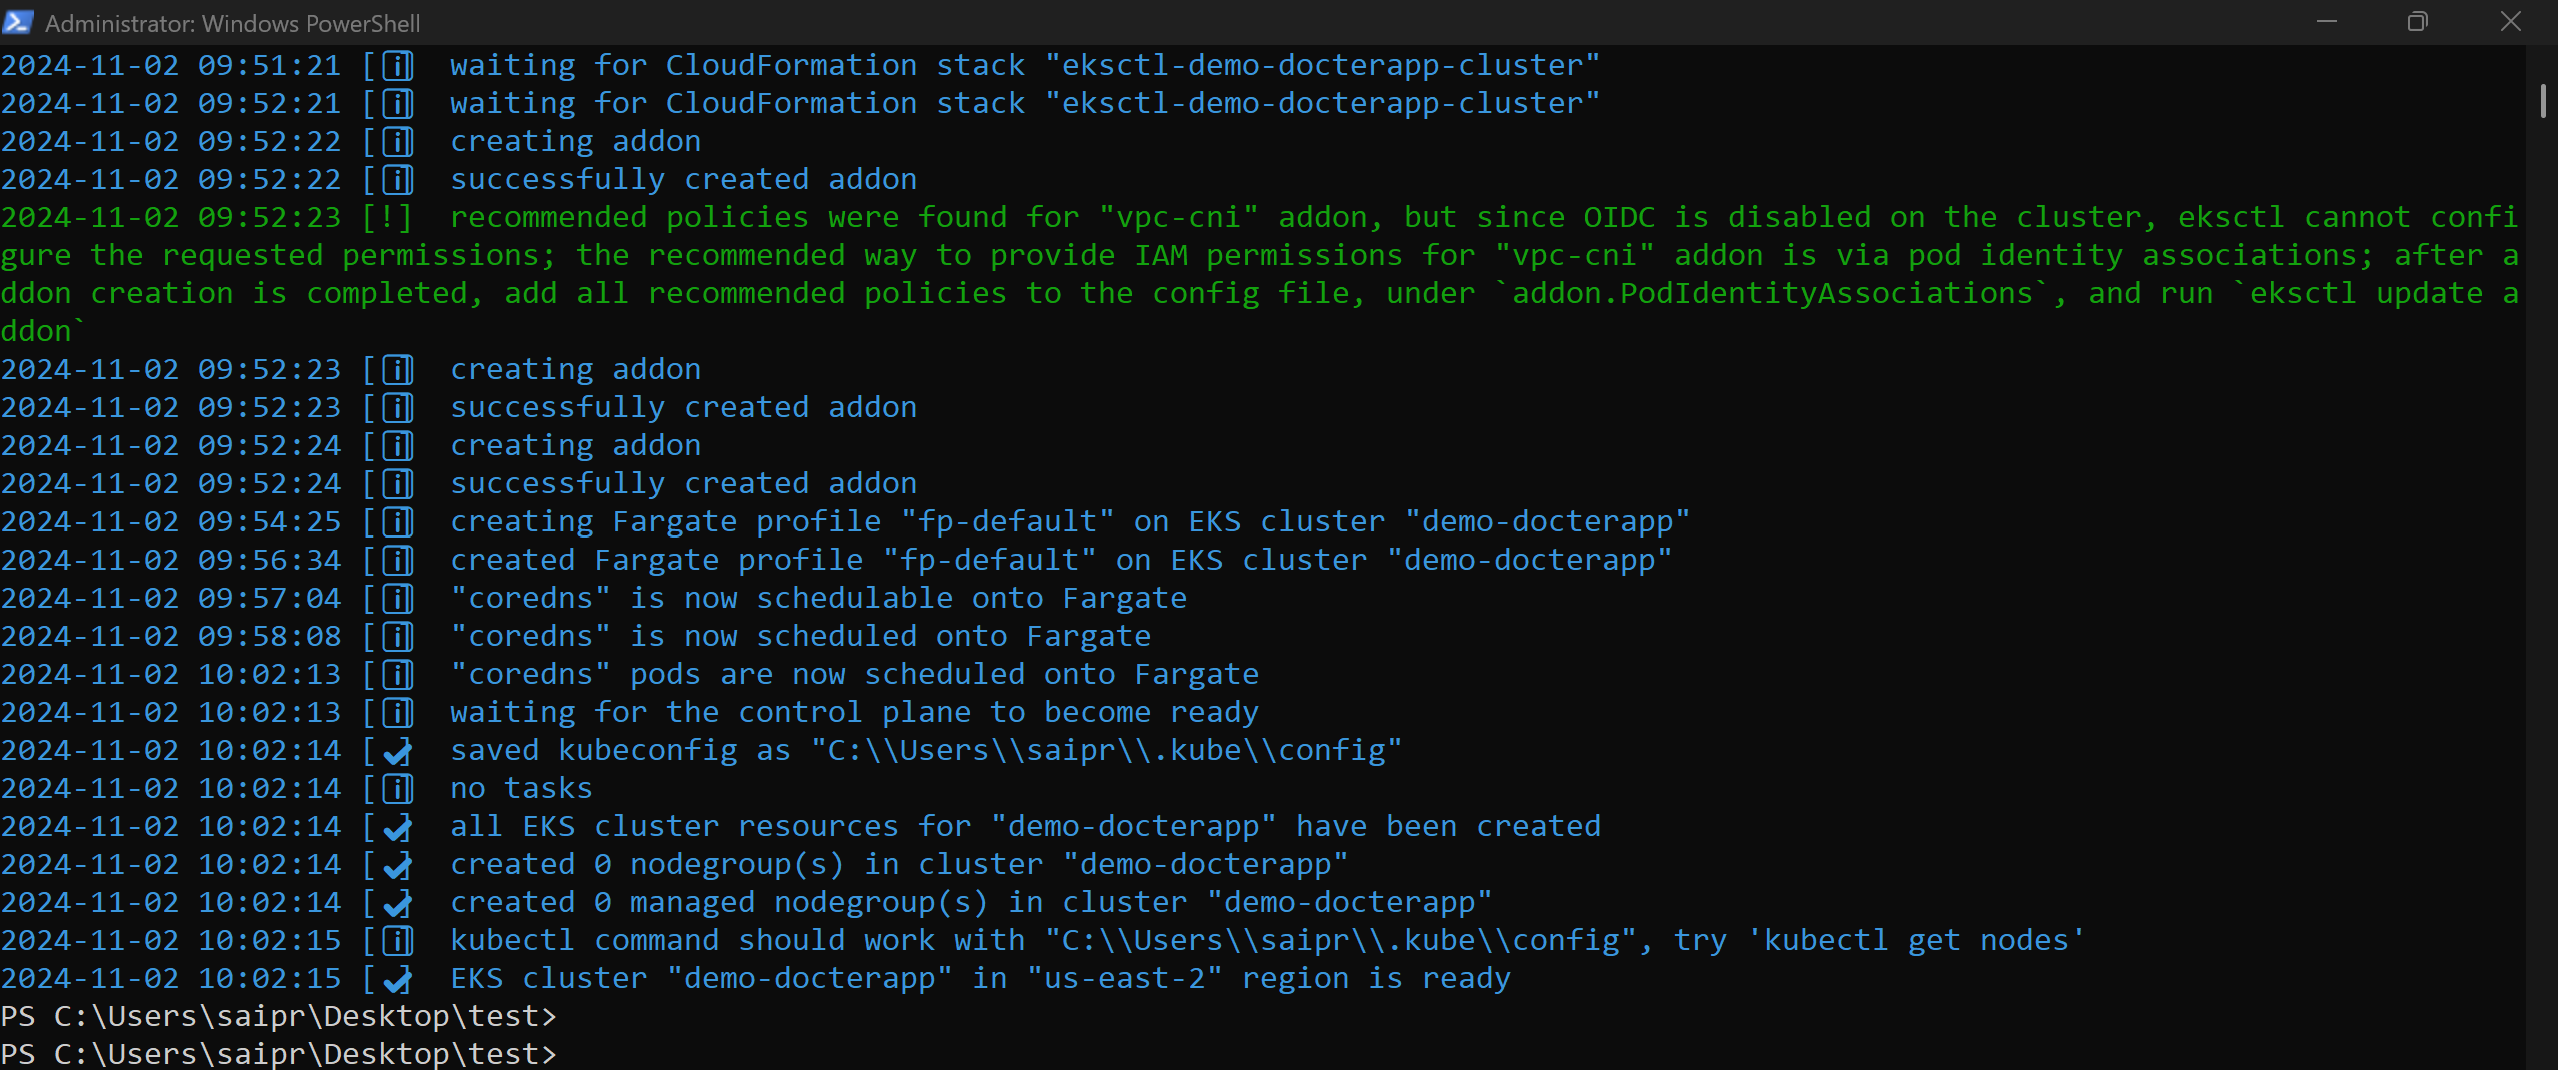 Administrator: Windows PowerShell
2024-11-02 09:51:21 [ℹ]  waiting for CloudFormation stack "eksctl-demo-docterapp-cluster"
2024-11-02 09:52:21 [ℹ]  waiting for CloudFormation stack "eksctl-demo-docterapp-cluster"
2024-11-02 09:52:22 [ℹ]  creating addon
2024-11-02 09:52:22 [ℹ]  successfully created addon
2024-11-02 09:52:23 [!]  recommended policies were found for "vpc-cni" addon, but since OIDC is disabled on the cluster, eksctl cannot confi
gure the requested permissions; the recommended way to provide IAM permissions for "vpc-cni" addon is via pod identity associations; after a
ddon creation is completed, add all recommended policies to the config file, under `addon.PodIdentityAssociations`, and run `eksctl update a
ddon`
2024-11-02 09:52:23 [ℹ]  creating addon
2024-11-02 09:52:23 [ℹ]  successfully created addon
2024-11-02 09:52:24 [ℹ]  creating addon
2024-11-02 09:52:24 [ℹ]  successfully created addon
2024-11-02 09:54:25 [ℹ]  creating Fargate profile "fp-default" on EKS cluster "demo-docterapp"
2024-11-02 09:56:34 [ℹ]  created Fargate profile "fp-default" on EKS cluster "demo-docterapp"
2024-11-02 09:57:04 [ℹ]  "coredns" is now schedulable onto Fargate
2024-11-02 09:58:08 [ℹ]  "coredns" is now scheduled onto Fargate
2024-11-02 10:02:13 [ℹ]  "coredns" pods are now scheduled onto Fargate
2024-11-02 10:02:13 [ℹ]  waiting for the control plane to become ready
2024-11-02 10:02:14 [✔]  saved kubeconfig as "C:\\Users\\saipr\\.kube\\config"
2024-11-02 10:02:14 [ℹ]  no tasks
2024-11-02 10:02:14 [✔]  all EKS cluster resources for "demo-docterapp" have been created
2024-11-02 10:02:14 [✔]  created 0 nodegroup(s) in cluster "demo-docterapp"
2024-11-02 10:02:14 [✔]  created 0 managed nodegroup(s) in cluster "demo-docterapp"
2024-11-02 10:02:15 [ℹ]  kubectl command should work with "C:\\Users\\saipr\\.kube\\config", try 'kubectl get nodes'
2024-11-02 10:02:15 [✔]  EKS cluster "demo-docterapp" in "us-east-2" region is ready
PS C:\Users\saipr\Desktop\test>
PS C:\Users\saipr\Desktop\test>